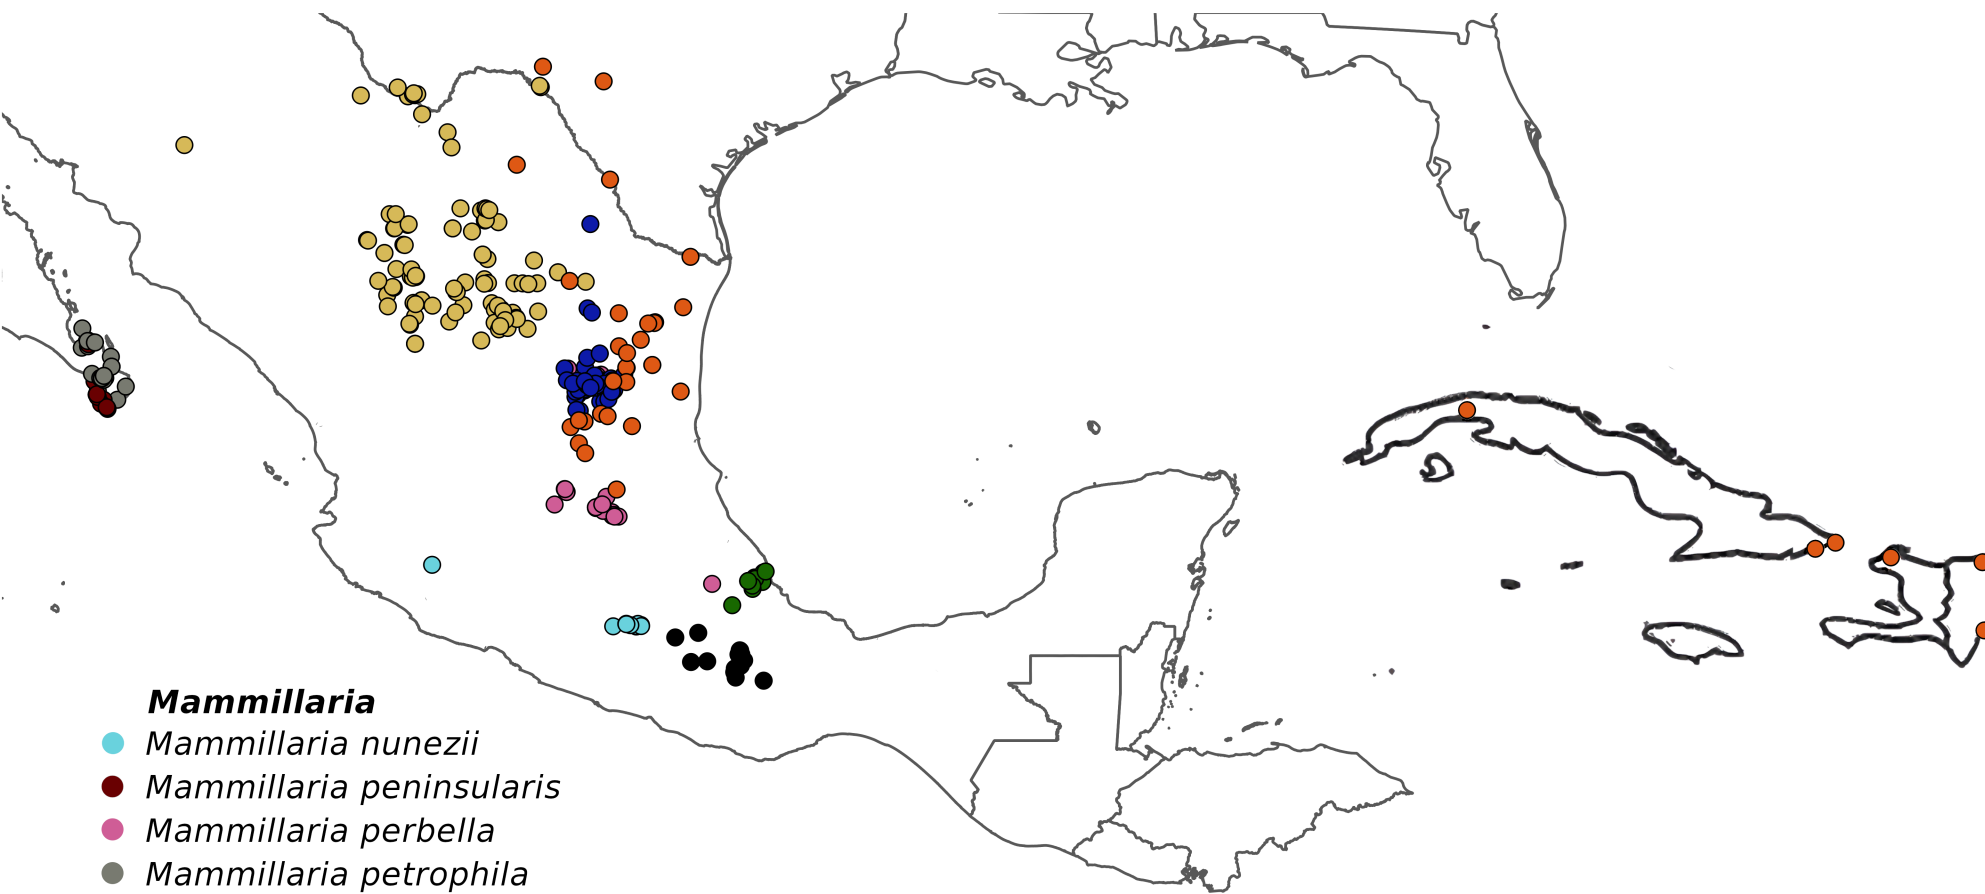 Mammillaria
Mammillaria nunezii
Mammillaria peninsularis
Mammillaria perbella
Mammillaria petrophila